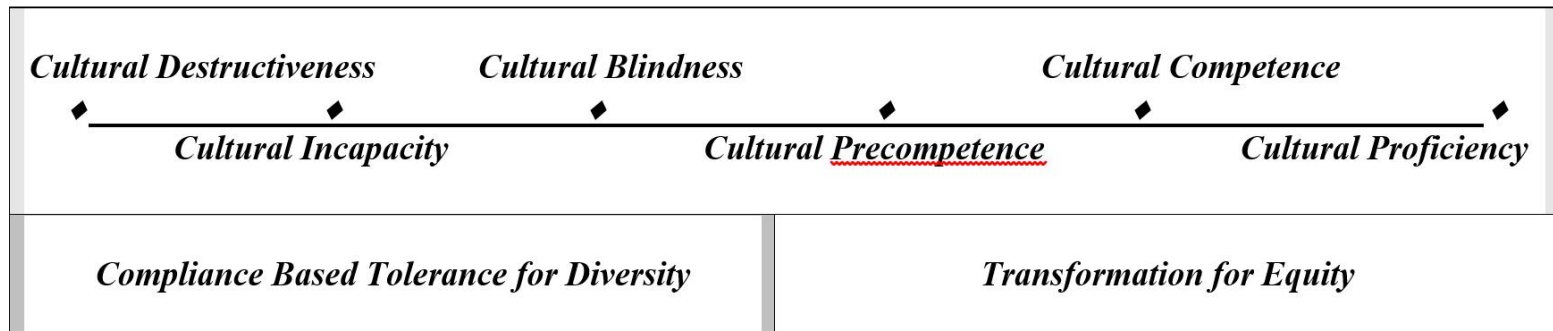 Cultural Destructiveness Cultural Blindness Cultural Competence
Cultural Incapacity Cultural Precompetence Cultural Proficiency
Compliance Based Tolerance for Diversity
Transformation for Equity